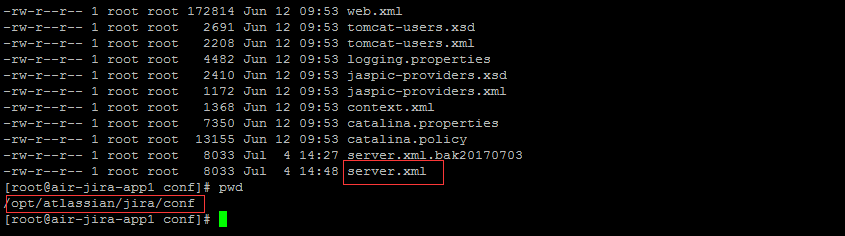 -rw-r--r-- 1 root root 172814 Jun 12 09:53 web.xml
-rw-r--r-- 1 root root   2691 Jun 12 09:53 tomcat-users.xsd
-rw-r--r-- 1 root root   2208 Jun 12 09:53 tomcat-users.xml
-rw-r--r-- 1 root root   4482 Jun 12 09:53 logging.properties
-rw-r--r-- 1 root root   2410 Jun 12 09:53 jaspic-providers.xsd
-rw-r--r-- 1 root root   1172 Jun 12 09:53 jaspic-providers.xml
-rw-r--r-- 1 root root   1368 Jun 12 09:53 context.xml
-rw-r--r-- 1 root root   7350 Jun 12 09:53 catalina.properties
-rw-r--r-- 1 root root  13155 Jun 12 09:53 catalina.policy
-rw-r--r-- 1 root root   8033 Jul  4 14:27 server.xml.bak20170703
-rw-r--r-- 1 root root   8033 Jul  4 14:48 server.xml
[root@air-jira-app1 conf]# pwd
/opt/atlassian/jira/conf
[root@air-jira-app1 conf]#